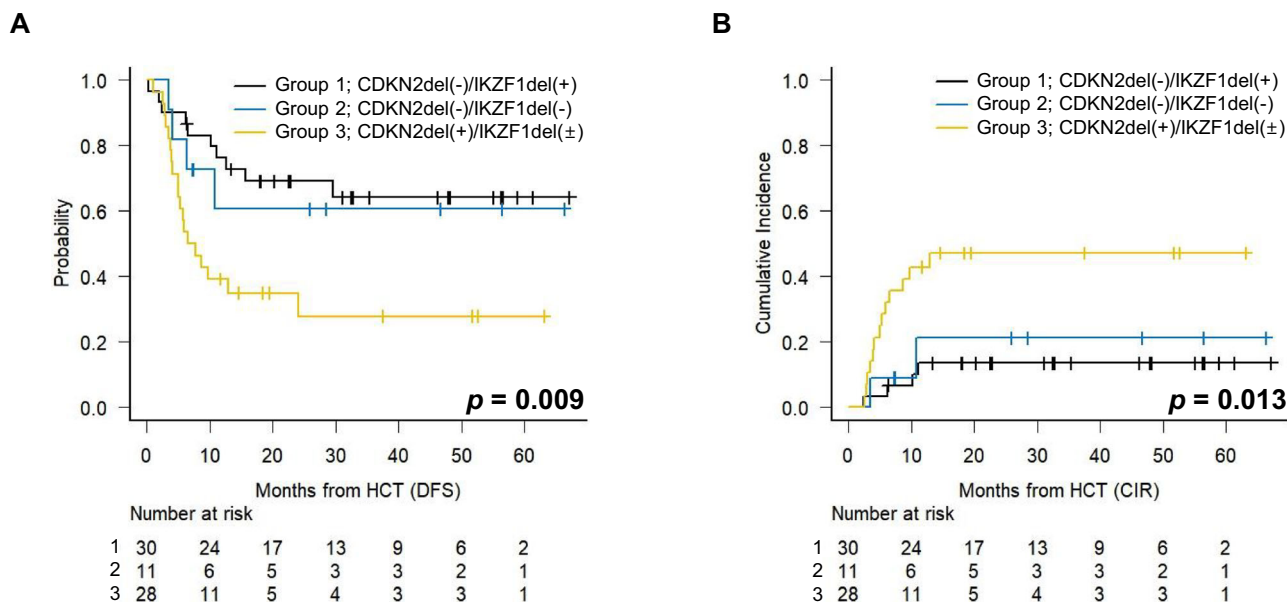 A
1.0
0.8
0.6
0.4
0.2
0.0
Probability
Group 1; CDKN2del(-)/IKZF1del(+)
Group 2; CDKN2del(-)/IKZF1del(-)
Group 3; CDKN2del(+)/IKZF1del(±)
p = 0.009
0 10 20 30 40 50 60
Months from HCT (DFS)
Number at risk
1 30 24 17 13 9 6 2
2 11 6 5 3 3 2 1
3 28 11 5 4 3 3 1
B
1.0
0.8
0.6
0.4
0.2
0.0
Cumulative Incidence
Group 1; CDKN2del(-)/IKZF1del(+)
Group 2; CDKN2del(-)/IKZF1del(-)
Group 3; CDKN2del(+)/IKZF1del(±)
p = 0.013
0 10 20 30 40 50 60
Months from HCT (CIR)
Number at risk
1 30 24 17 13 9 6 2
2 11 6 5 3 3 2 1
3 28 11 5 4 3 3 1